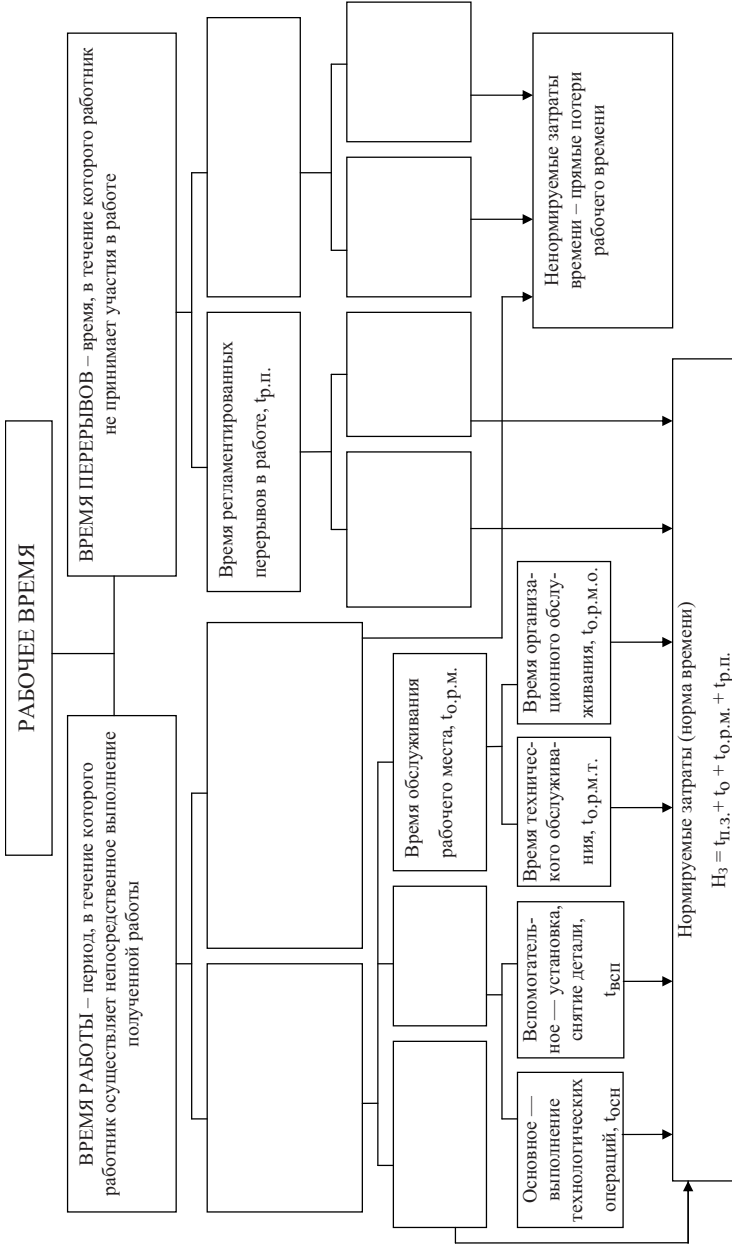 РАБОЧЕЕ ВРЕМЯ
ВРЕМЯ РАБОТЫ – период, в течение которого
работник осуществляет непосредственное выполнение
полученной работы
ВРЕМЯ ПЕРЕРЫВОВ – время, в течение которого работник
не принимает участия в работе
Время регламентированных
перерывов в работе, tр.п.
Время обслуживания
рабочего места, tо.р.м.
Основное —
выполнение
технологических
операций, tосн
Вспомогатель-
ное — установка,
снятие детали,
tвсп
Время техничес-
кого обслужива-
ния, tо.р.м.т.
Время организа-
ционного обслу-
живания, tо.р.м.о.
Ненормируемые затраты
времени – прямые потери
рабочего времени
Нормируемые затраты (норма времени)
Нз = tп.з. + tо + tо.р.м. + tр.п.